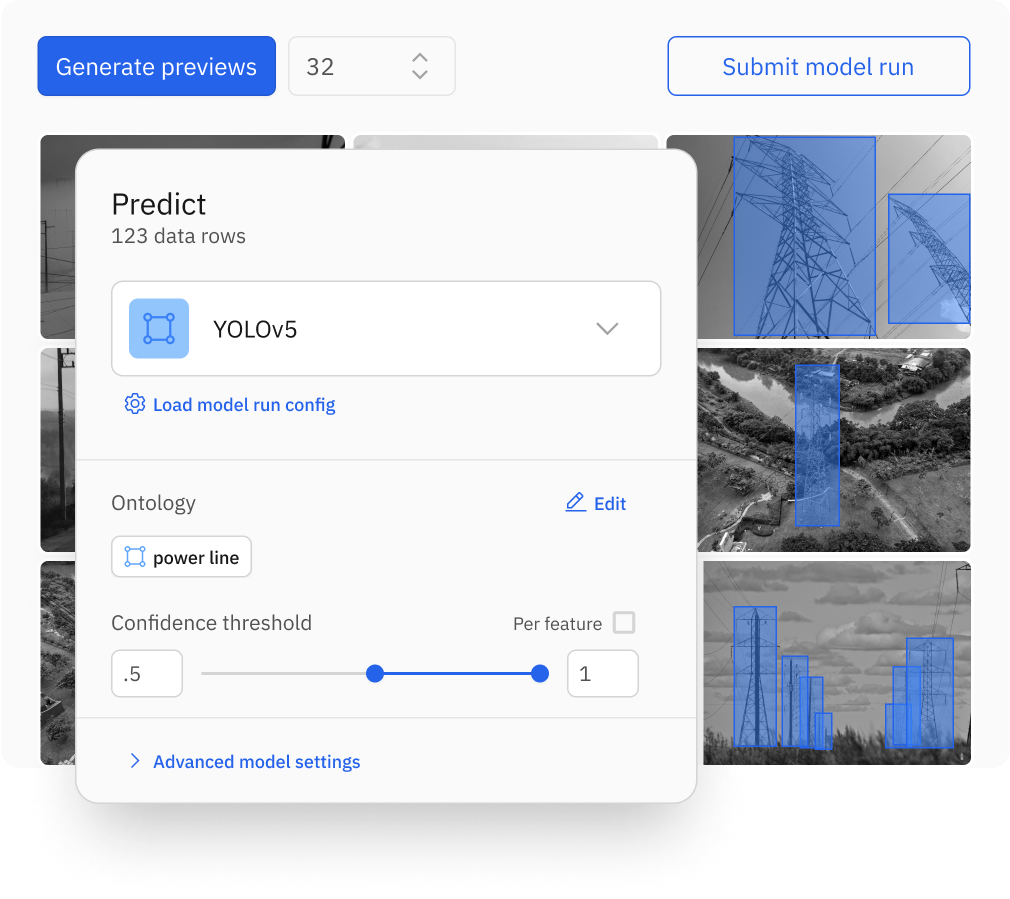 Generate previews
32
Submit model run
Predict
123 data rows
YOLOv5
Load model run config
Ontology
Edit
power line
Confidence threshold
Per feature
.5
1
Advanced model settings